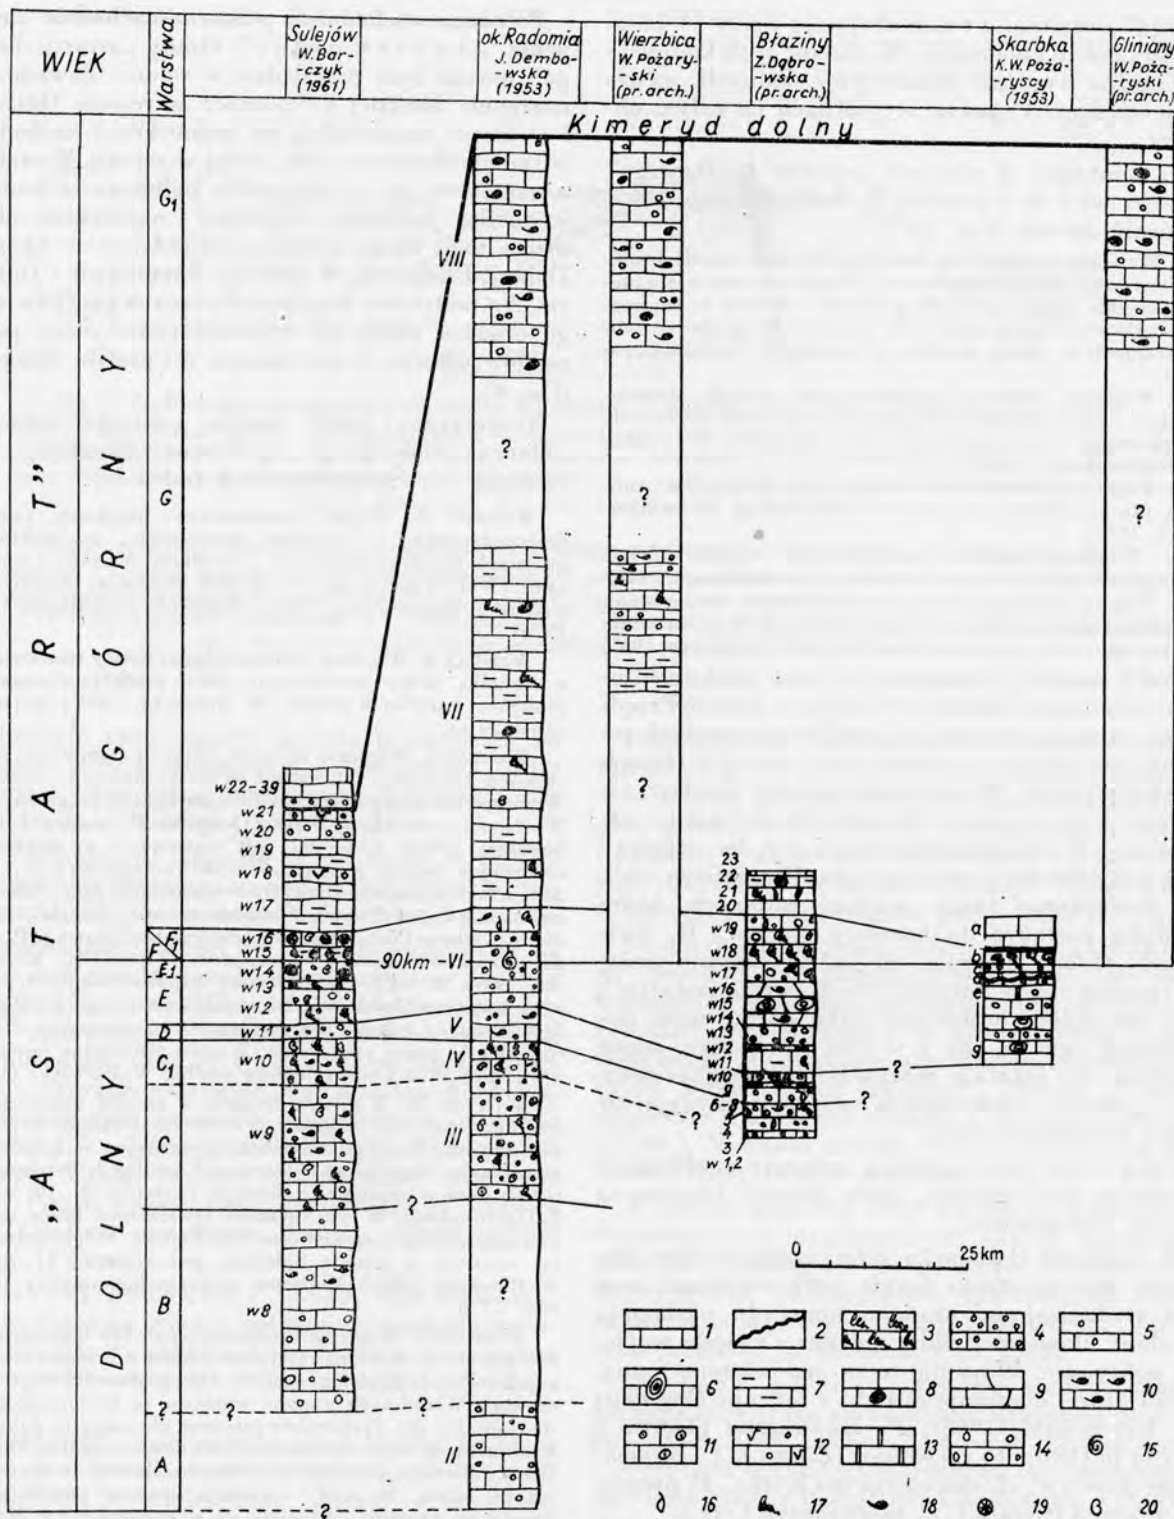 WIEK
Warstwa
Sulejów
W. Bar-
czyk
(1961)
ok. Radomia
J. Dembo-
wska
(1953)
Wierzbica
W. Pożary-
ski
(pr. arch.)
Błaziny
Z. Dąbro-
wska
(pr. arch.)
Skarbka
K.W. Poża-
ryscy
(1953)
Gliniany
W. Poża-
ryski
(pr. arch.)
Kimeryd dolny
„ASTART”
GÓRNY
DOLNY
G1
G
F1
F
E1
E
D
C1
C
B
?
A
w22-39
w21
w20
w19
w18
w17
w16
w15
w14
w13
w12
w11
w10
w9
w8
?
?
90km
VIII
?
VII
VI
V
IV
III
?
?
?
II
?
?
?
?
23
22
21
20
w19
w18
w17
w16
w15
w14
w13
w12
w11
w10
9
6-8
5
4
3
w1,2
?
?
?
a
b
c
d
e
f
g
?
0 25km
1 2 3 4 5
6 7 8 9 10
11 12 13 14 15
16 17 18 19 20